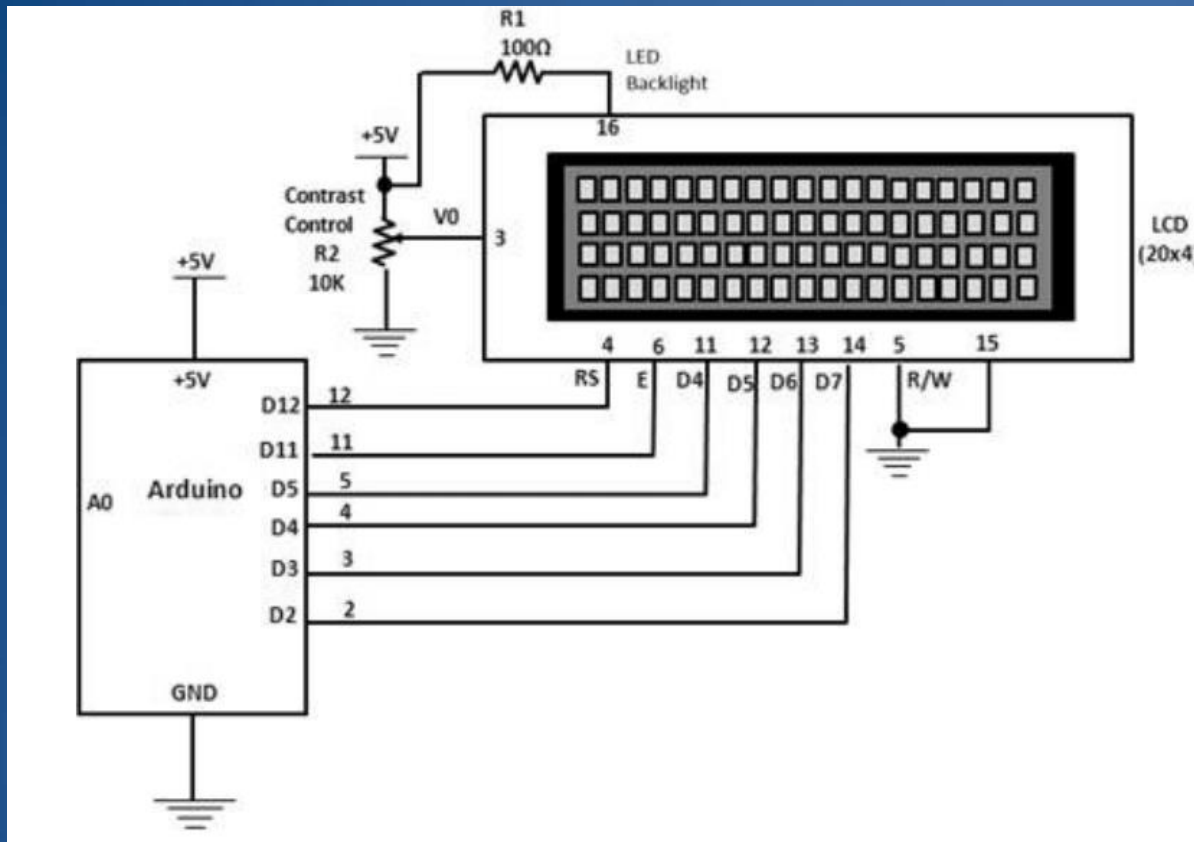 R1
100Ω
LED
Backlight
16
+5V
Contrast
Control
R2
10K
V0
3
LCD
(20x4
+5V
4 6 11 12 13 14 5 15
RS E D4 D5 D6 D7 R/W
+5V
D12 12
D11 11
Arduino
A0
D5 5
D4 4
D3 3
D2 2
GND